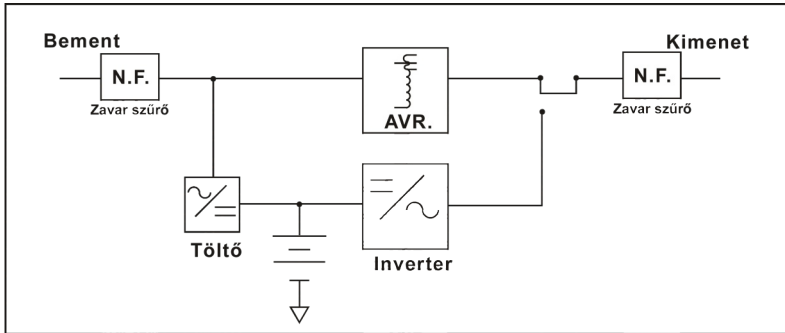 Bement
Kimenet
N.F.
Zavar szűrő
AVR.
N.F.
Zavar szűrő
Töltő
Inverter